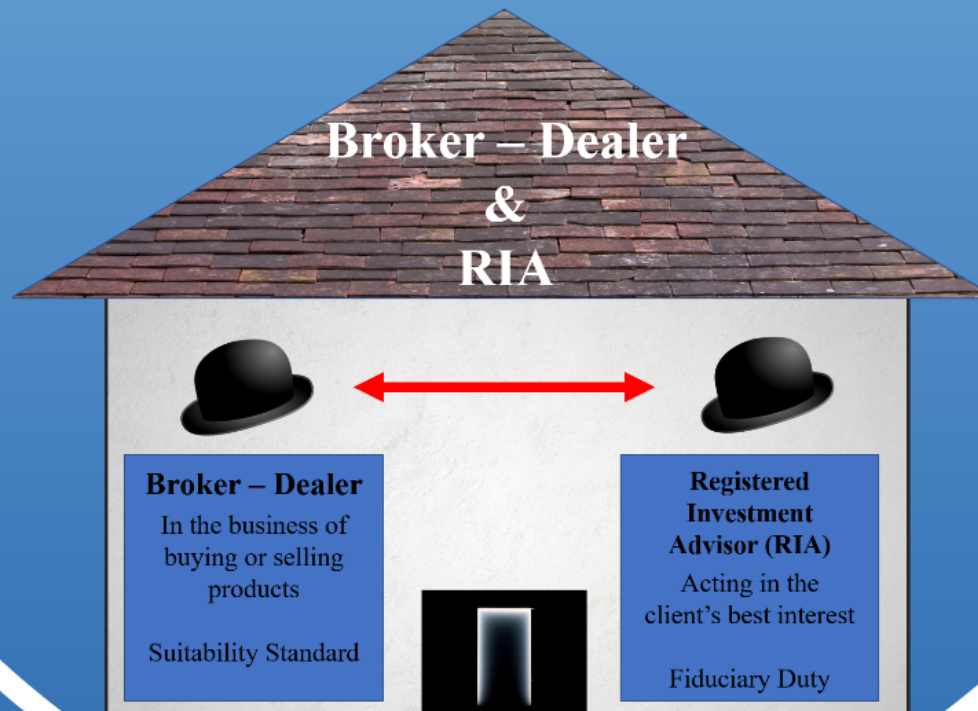 Broker – Dealer
&
RIA
Broker – Dealer
In the business of
buying or selling
products
Suitability Standard
Registered
Investment
Advisor (RIA)
Acting in the
client’s best interest
Fiduciary Duty